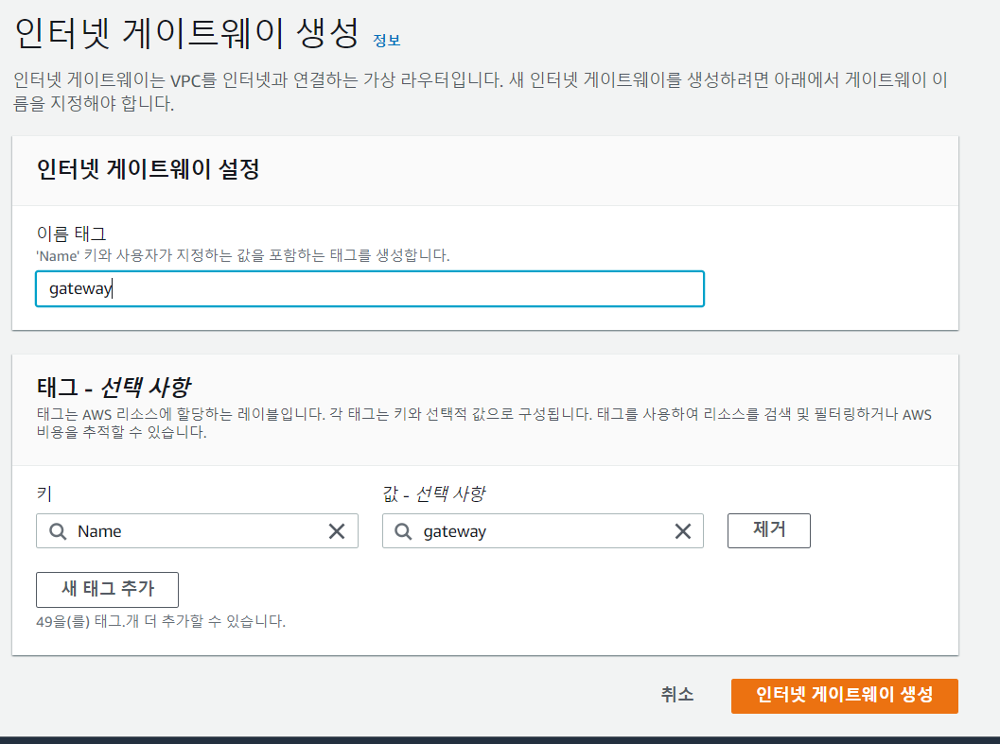 인터넷 게이트웨이 생성 정보
인터넷 게이트웨이는 VPC를 인터넷과 연결하는 가상 라우터입니다. 새 인터넷 게이트웨이를 생성하려면 아래에서 게이트웨이 이
름을 지정해야 합니다.
인터넷 게이트웨이 설정
이름 태그
'Name' 키와 사용자가 지정하는 값을 포함하는 태그를 생성합니다.
gateway
태그 - 선택 사항
태그는 AWS 리소스에 할당하는 레이블입니다. 각 태그는 키와 선택적 값으로 구성됩니다. 태그를 사용하여 리소스를 검색 및 필터링하거나 AWS
비용을 추적할 수 있습니다.
키 값 - 선택 사항
Name gateway 제거
새 태그 추가
49을(를) 태그.개 더 추가할 수 있습니다.
취소 인터넷 게이트웨이 생성